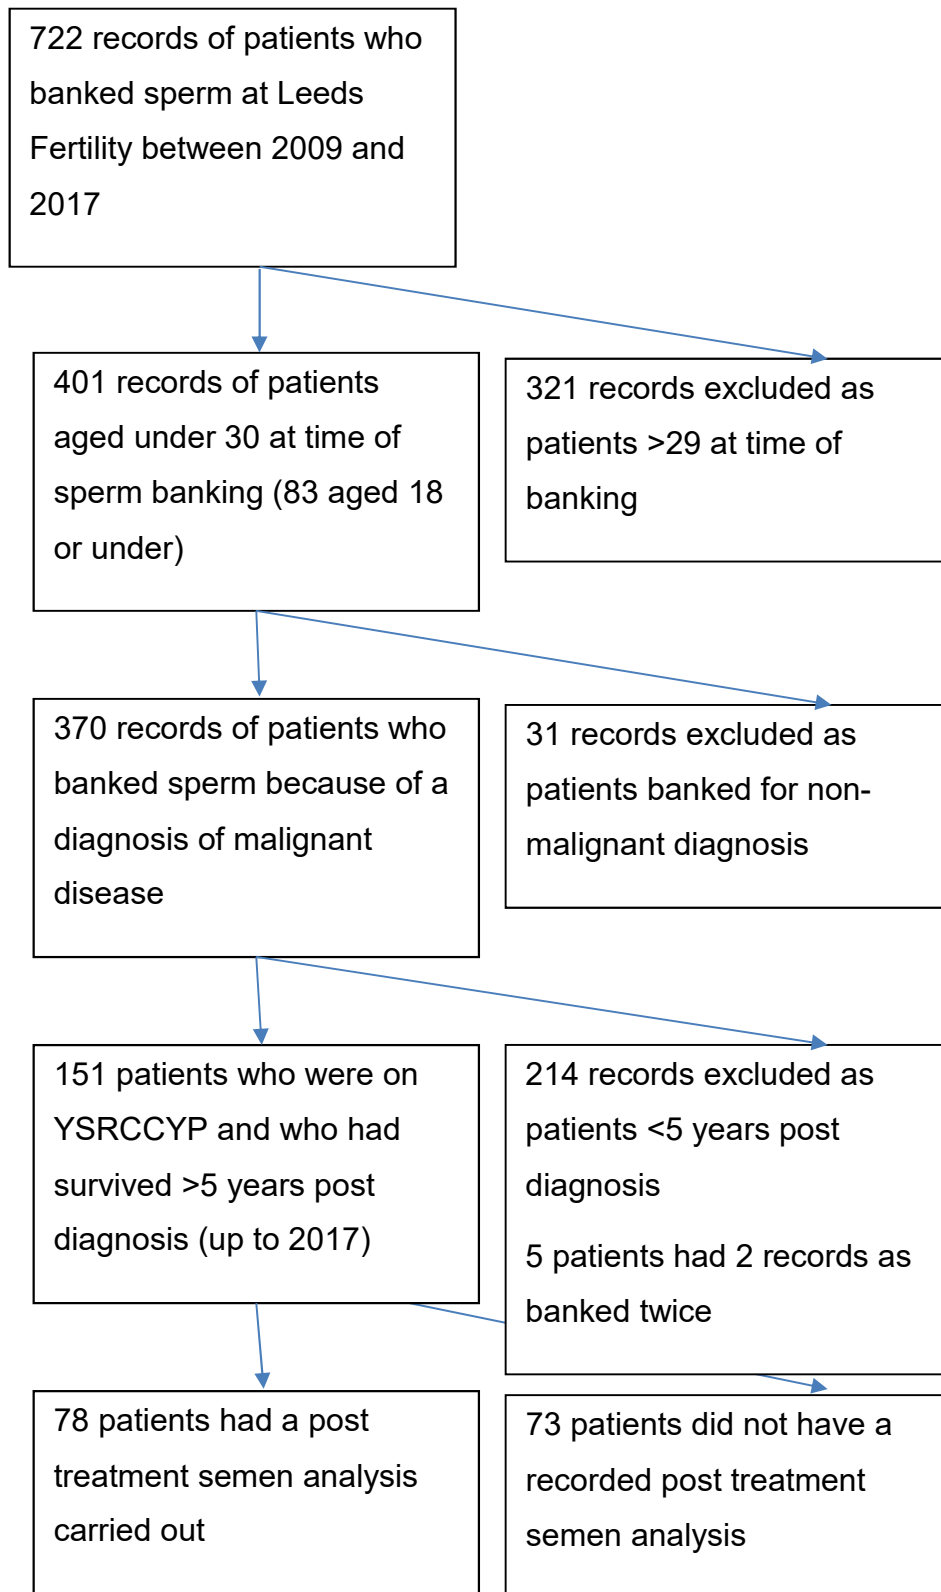 722 records of patients who
banked sperm at Leeds
Fertility between 2009 and
2017
401 records of patients
aged under 30 at time of
sperm banking (83 aged 18
or under)
321 records excluded as
patients >29 at time of
banking
370 records of patients who
banked sperm because of a
diagnosis of malignant
disease
31 records excluded as
patients banked for non-
malignant diagnosis
151 patients who were on
YSRCCYP and who had
survived >5 years post
diagnosis (up to 2017)
214 records excluded as
patients <5 years post
diagnosis
5 patients had 2 records as
banked twice
78 patients had a post
treatment semen analysis
carried out
73 patients did not have a
recorded post treatment
semen analysis